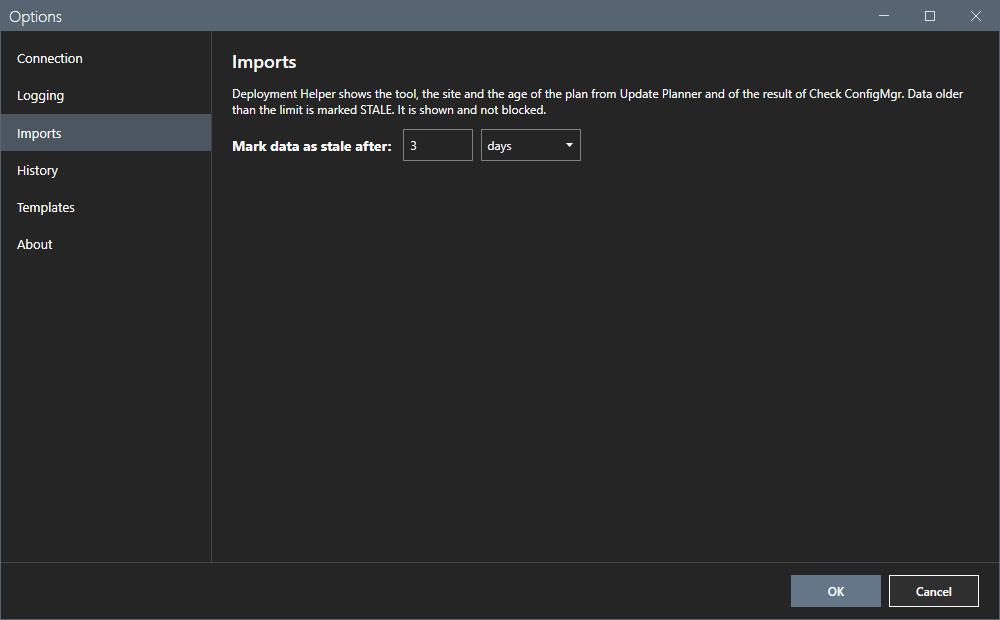 Options
Connection
Logging
Imports
History
Templates
About
Imports
Deployment Helper shows the tool, the site and the age of the plan from Update Planner and of the result of Check ConfigMgr. Data older
than the limit is marked STALE. It is shown and not blocked.
Mark data as stale after: 3 days
OK Cancel